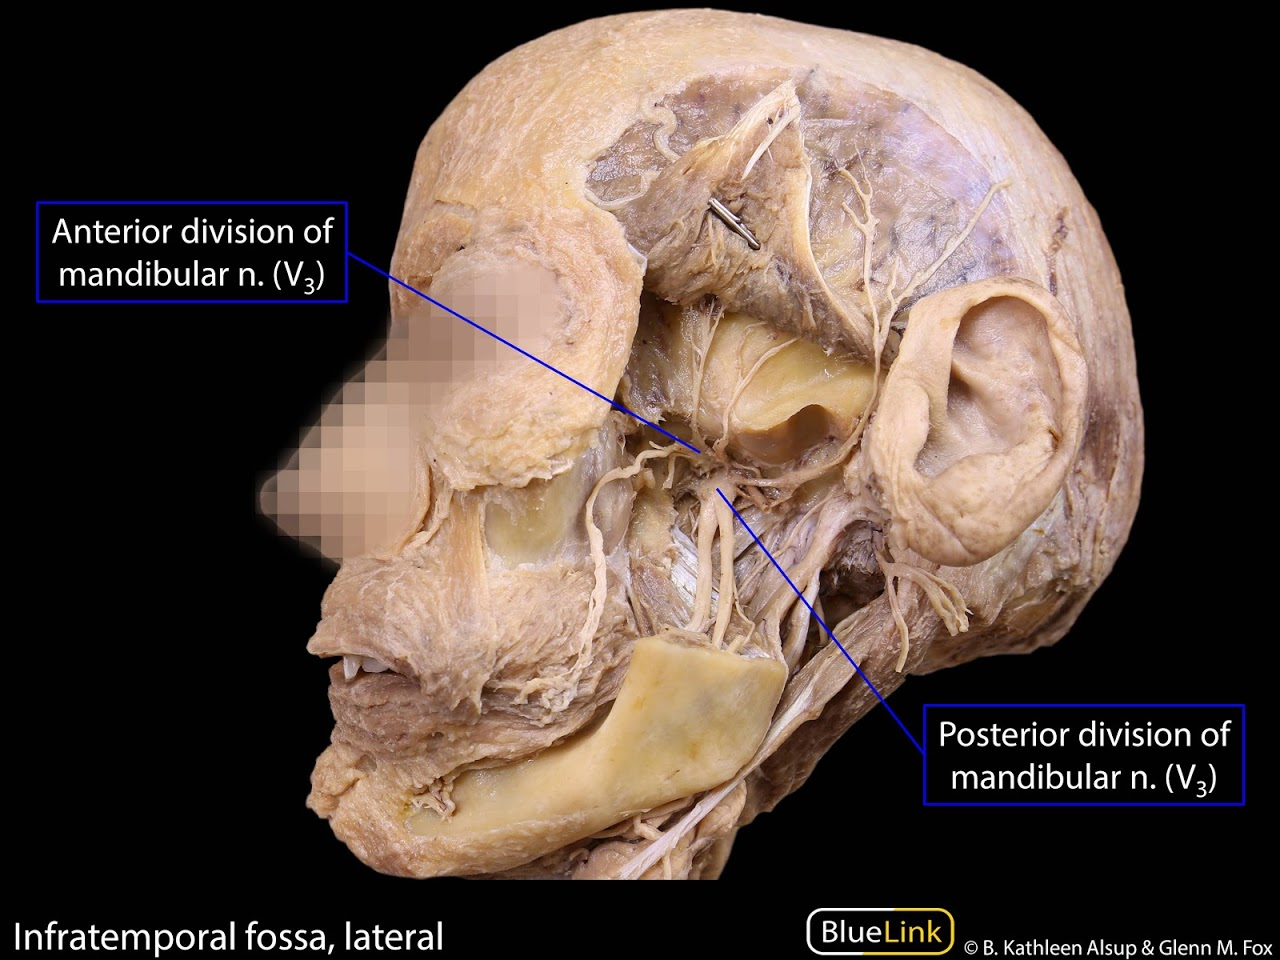 Anterior division of
mandibular n. (V₃)
Posterior division of
mandibular n. (V₃)
Infratemporal fossa, lateral
BlueLink
© B. Kathleen Alsup & Glenn M. Fox